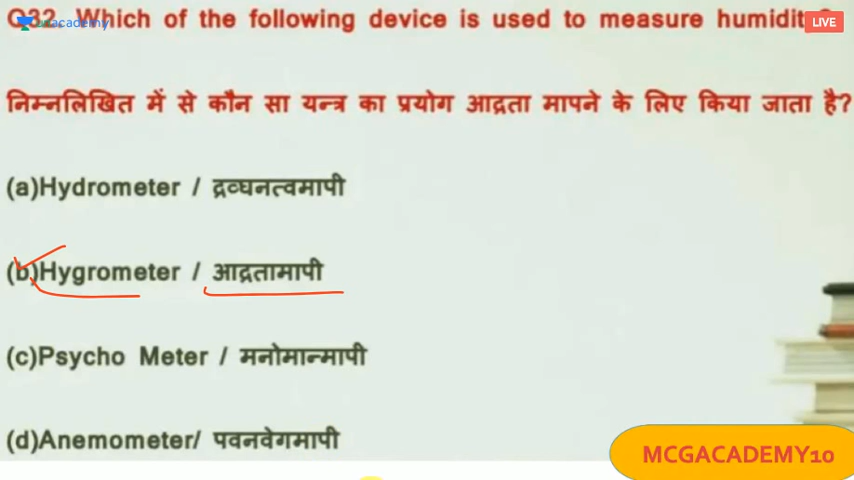 Q32. Which of the following device is used to measure humidit
LIVE
निम्नलिखित में से कौन सा यन्त्र का प्रयोग आद्रता मापने के लिए किया जाता है?
(a)Hydrometer / द्रव्घनत्वमापी
(b)Hygrometer / आद्रतामापी
(c)Psycho Meter / मनोमान्मापी
(d)Anemometer/ पवनवेगमापी
MCGACADEMY10